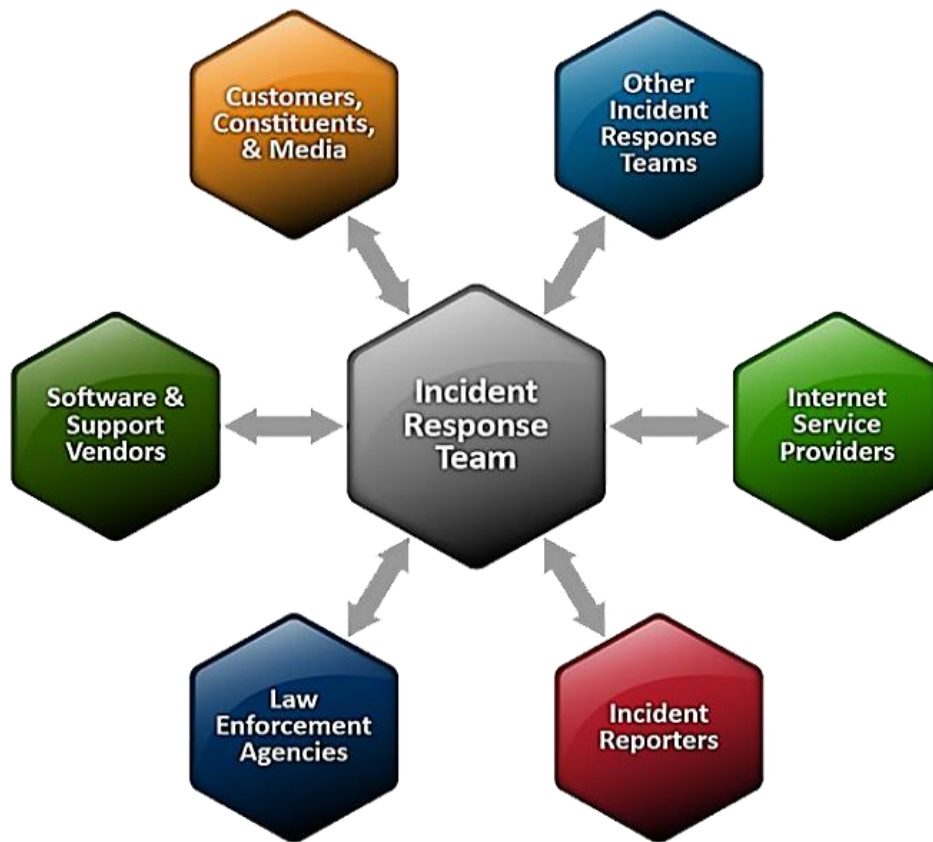 Customers,
Constituents,
& Media
Other
Incident
Response
Teams
Software &
Support
Vendors
Incident
Response
Team
Internet
Service
Providers
Law
Enforcement
Agencies
Incident
Reporters